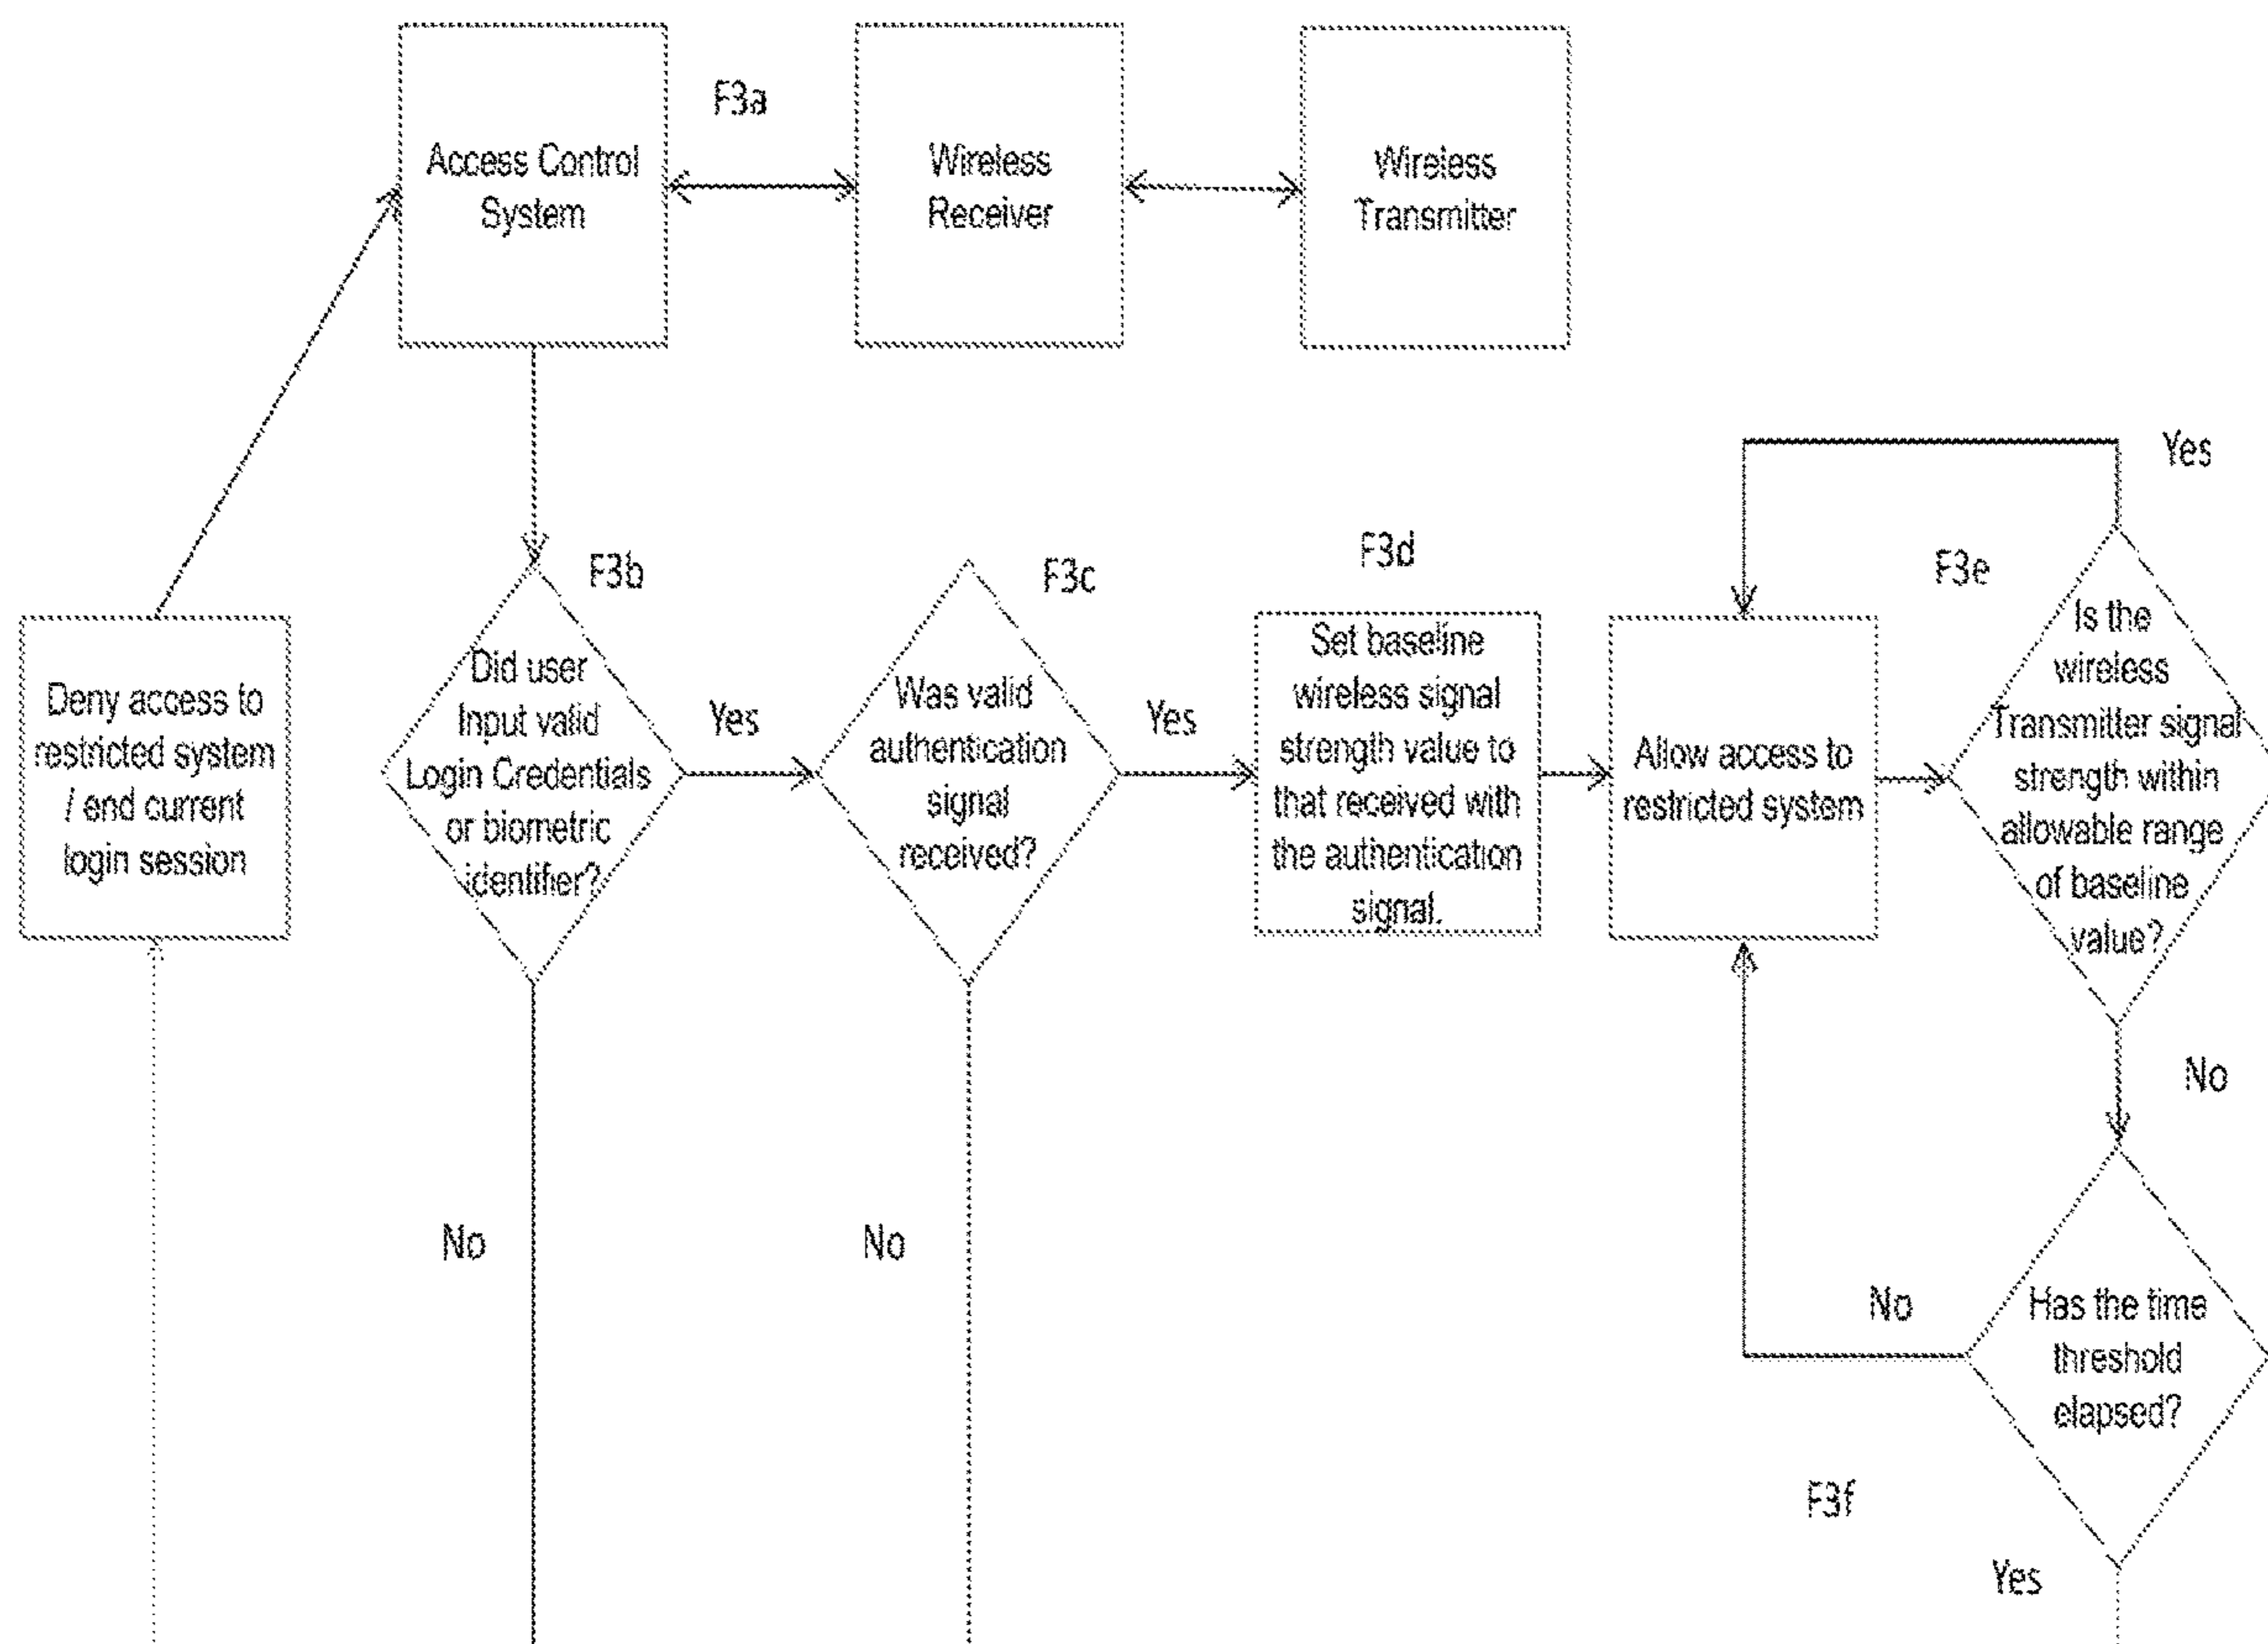 F3a
Access Control
System
Wireless
Receiver
Wireless
Transmitter
Yes
F3b
F3c
F3d
F3e
Deny access to
restricted system
/ end current
login session
Did user
Input valid
Login Credentials
or biometric
identifier?
Yes
Was valid
authentication
signal
received?
Yes
Set baseline
wireless signal
strength value to
that received with
the authentication
signal.
Allow access to
restricted system
Is the
wireless
Transmitter signal
strength within
allowable range
of baseline
value?
No
No
No
No
Has the time
threshold
elapsed?
F3f
Yes